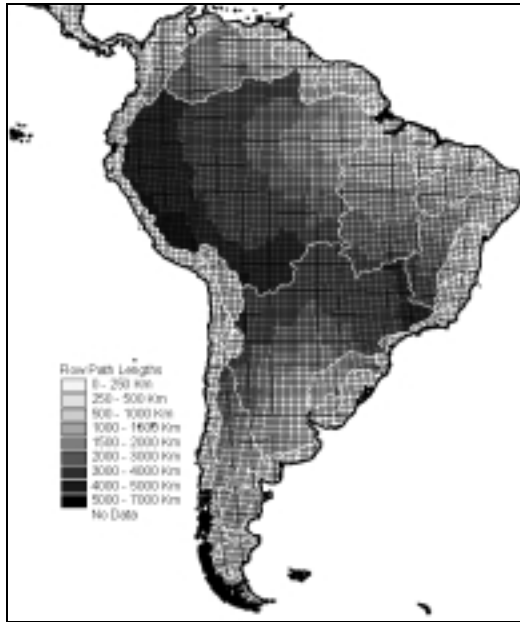 Flow Path Lengths
0 - 250 Km
250 - 500 Km
500 - 1000 Km
1000 - 1500 Km
1500 - 2000 Km
2000 - 3000 Km
3000 - 4000 Km
4000 - 5000 Km
5000 - 7000 Km
No Data